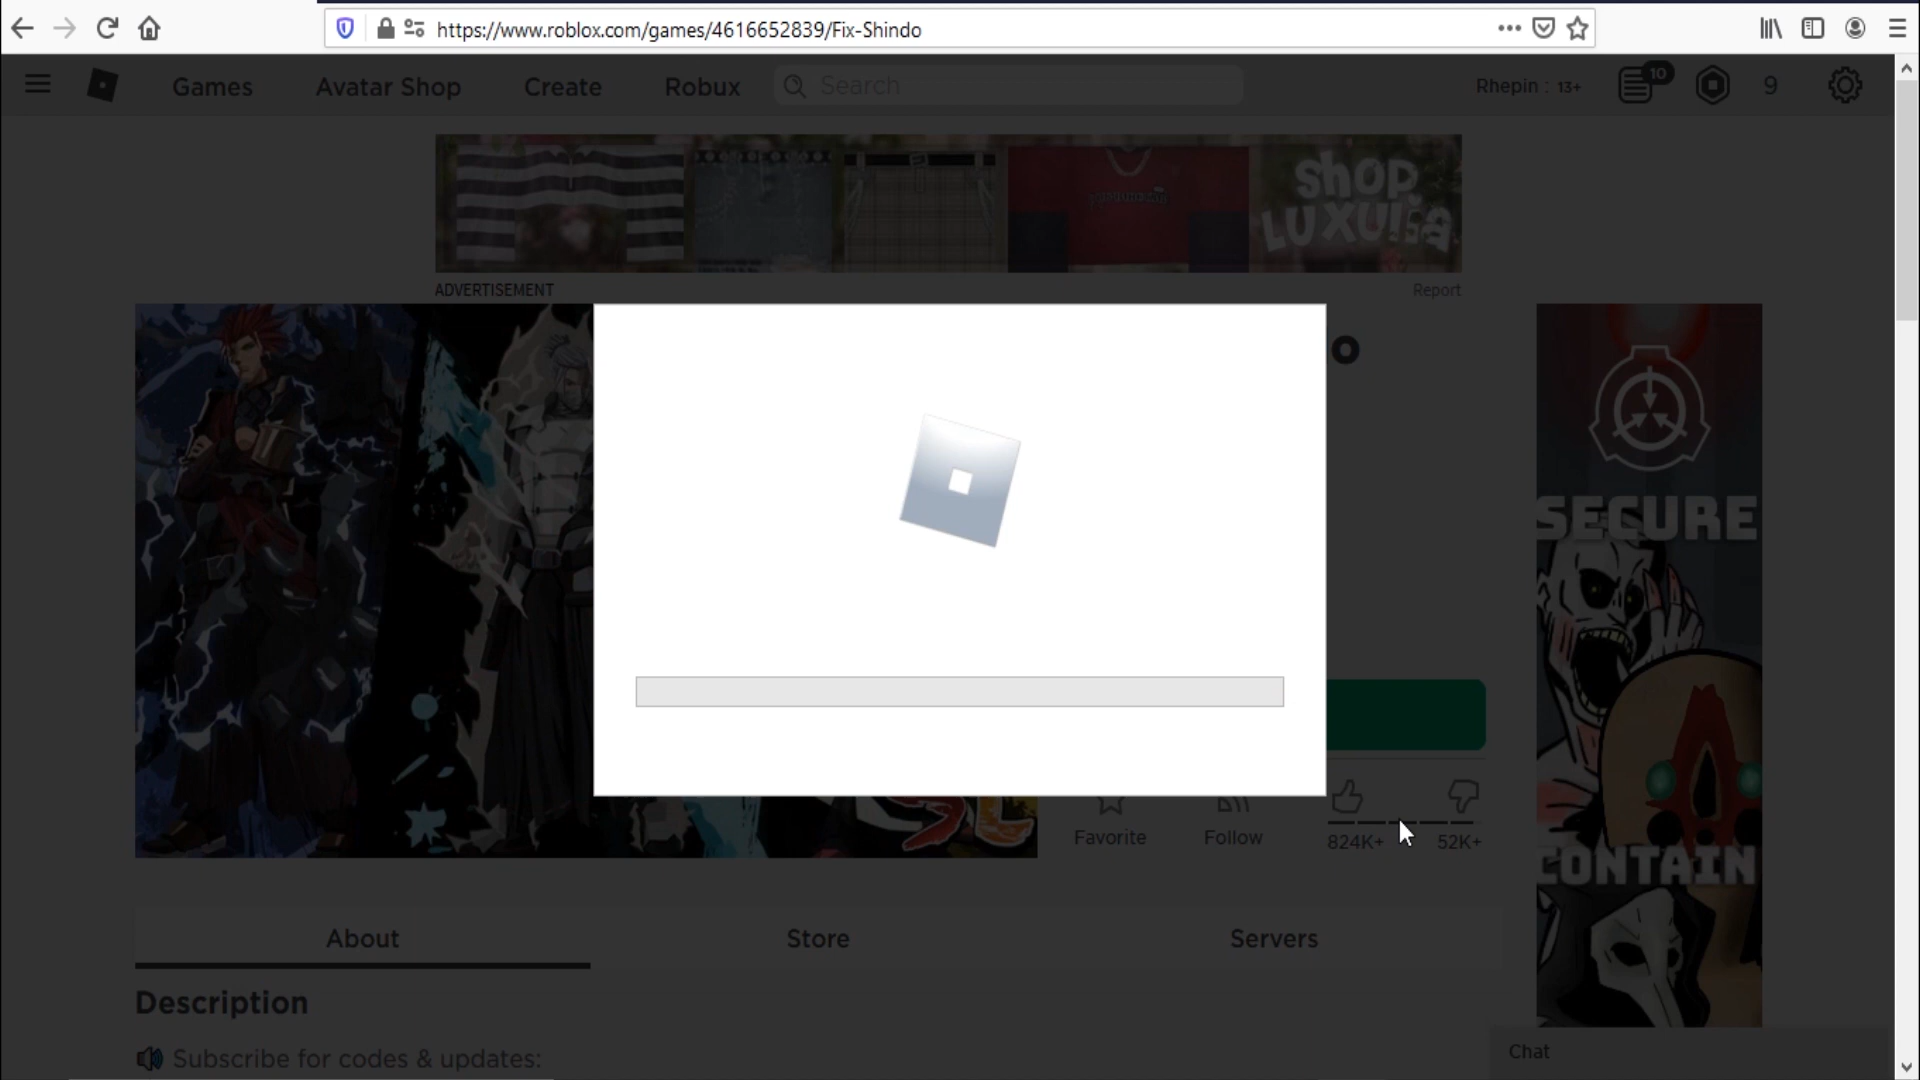 https://www.roblox.com/games/4616652839/Fix-Shindo
Games
Avatar Shop
Create
Robux
Search
Rhepin : 13+
10
9
shop
ADVERTISEMENT
Report
o
SECURE
CONTAIN
Favorite
Follow
824K+
52K+
About
Store
Servers
Description
Subscribe for codes & updates:
Chat